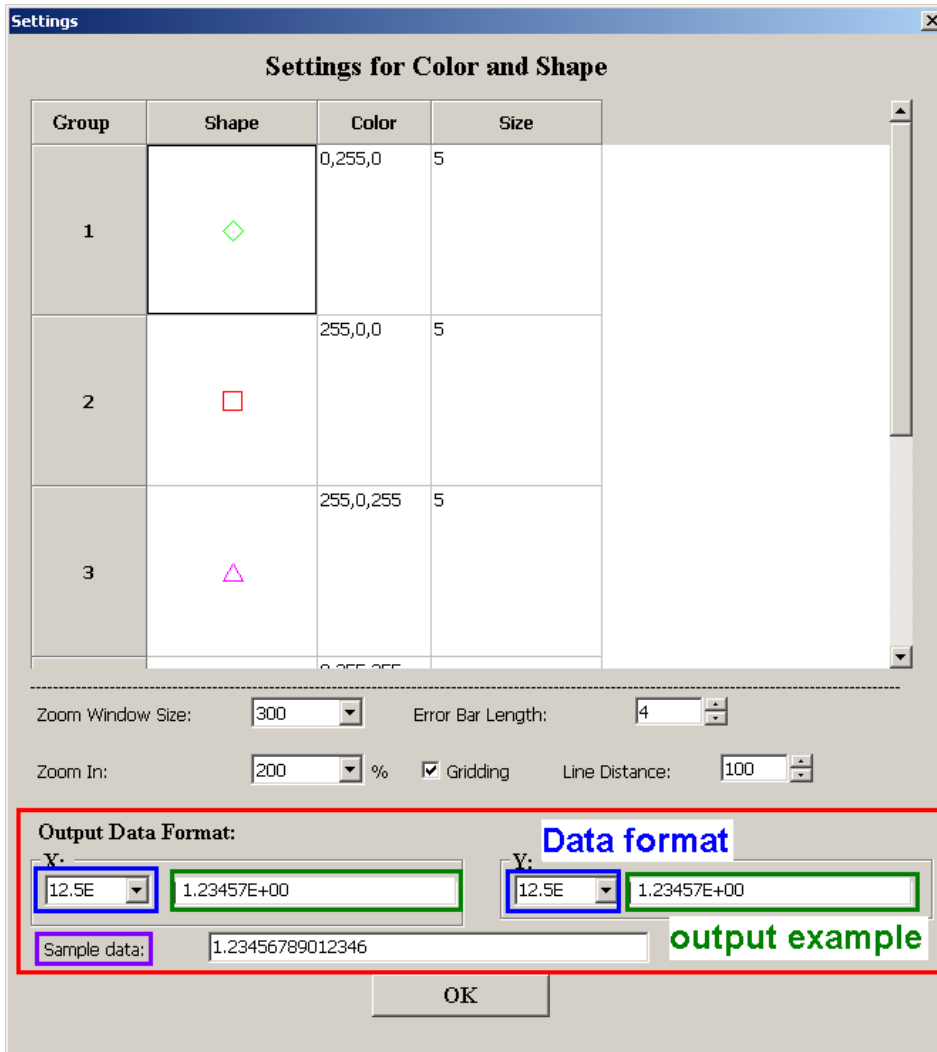 Settings
Settings for Color and Shape
Group Shape Color Size
1 0,255,0 5
2 255,0,0 5
3 255,0,255 5
Zoom Window Size: 300 Error Bar Length: 4
Zoom In: 200 % Gridding Line Distance: 100
Output Data Format: Data format
X: Y:
12.5E 1.23457E+00 12.5E 1.23457E+00
Sample data: 1.23456789012346 output example
OK